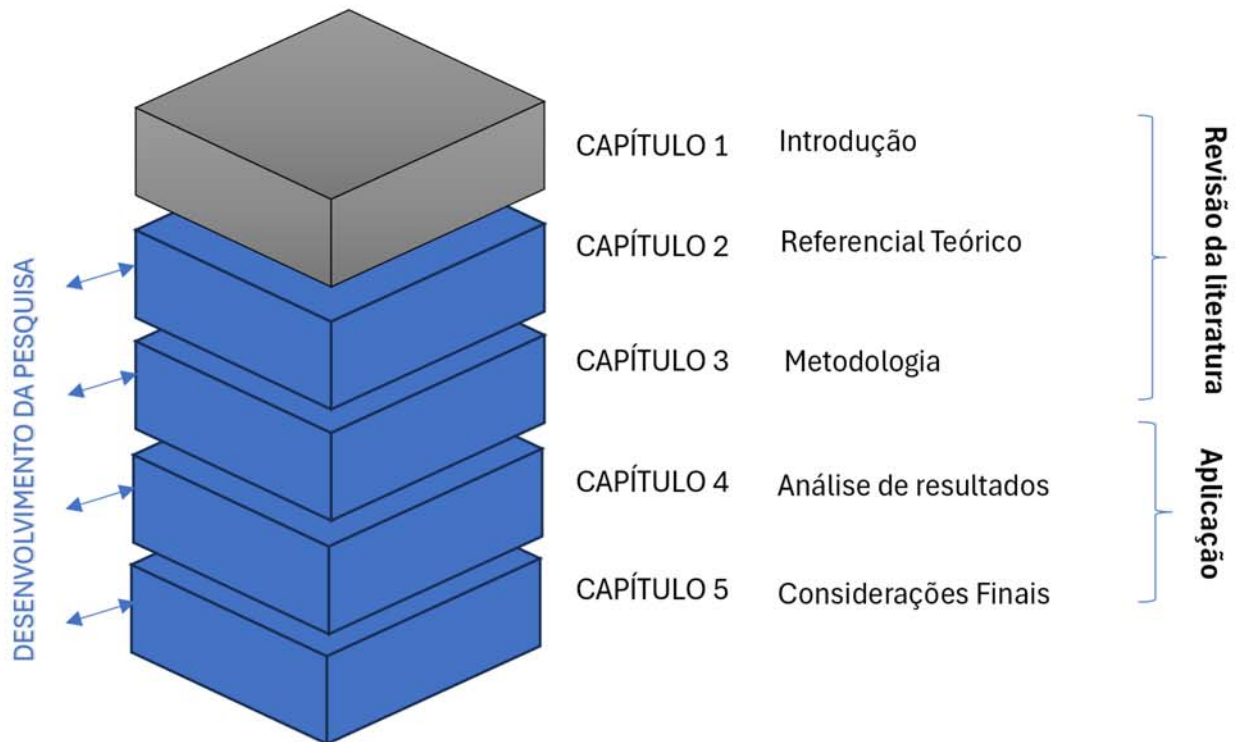 CAPÍTULO 1 Introdução
CAPÍTULO 2 Referencial Teórico
CAPÍTULO 3 Metodologia
CAPÍTULO 4 Análise de resultados
CAPÍTULO 5 Considerações Finais
DESENVOLVIMENTO DA PESQUISA
Revisão da literatura
Aplicação